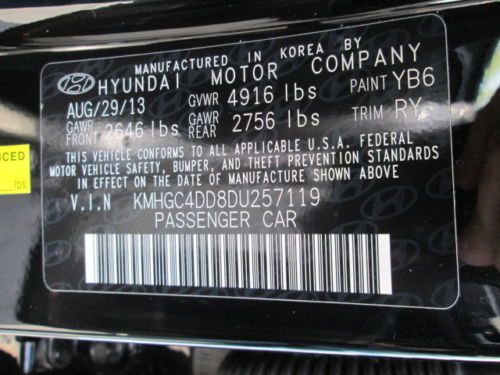 MANUFACTURED IN KOREA BY
HYUNDAI MOTOR COMPANY
AUG/29/13 GVWR 4916 lbs PAINT YB6
GAWR FRONT 2646 lbs GAWR REAR 2756 lbs TRIM RY
THIS VEHICLE CONFORMS TO ALL APPLICABLE U.S.A. FEDERAL
MOTOR VEHICLE SAFETY, BUMPER, AND THEFT PREVENTION STANDARDS
IN EFFECT ON THE DATE OF MANUFACTURE SHOWN ABOVE.
V.I.N KMHGC4DD8DU257119
PASSENGER CAR
UCED
lbs